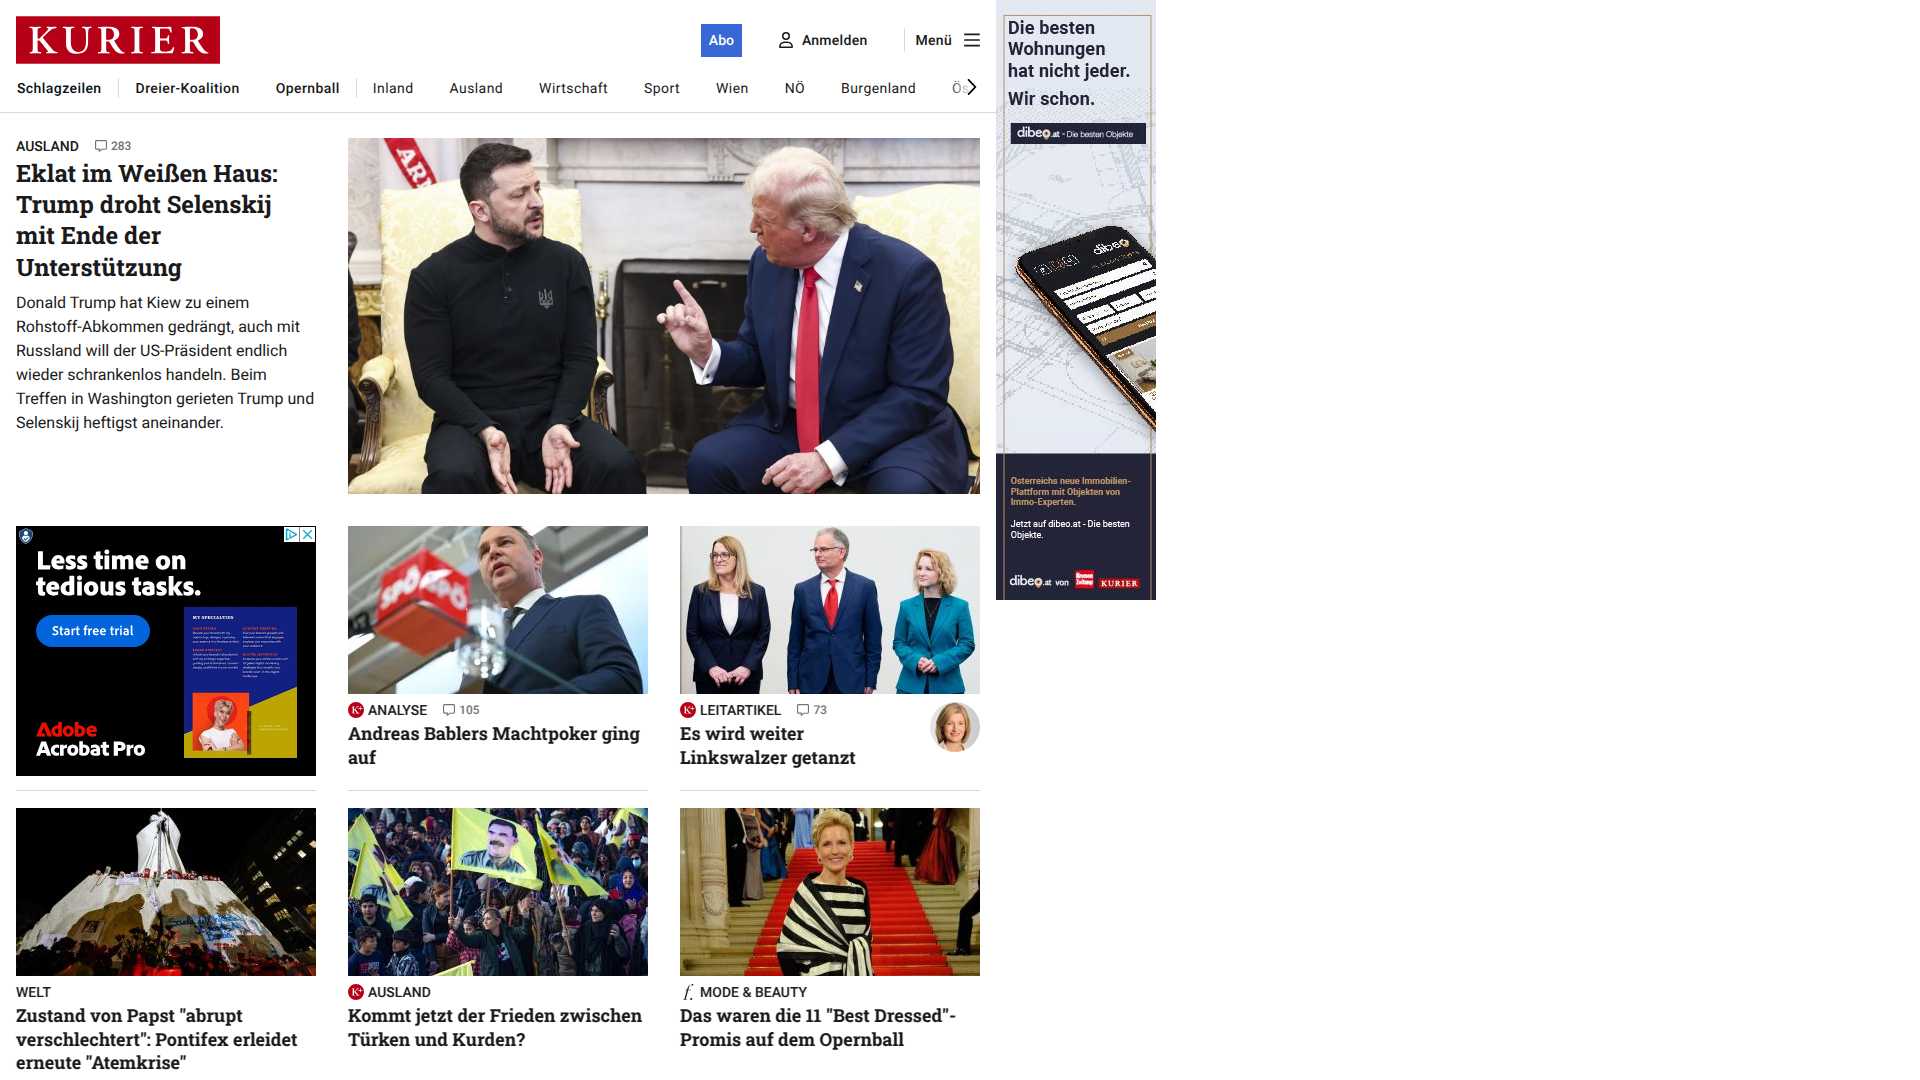 KURIER
Abo
Anmelden
Menü
Schlagzeilen
Dreier-Koalition
Opernball
Inland
Ausland
Wirtschaft
Sport
Wien
NÖ
Burgenland
AUSLAND 283
Eklat im Weißen Haus:
Trump droht Selenskij
mit Ende der
Unterstützung
Donald Trump hat Kiew zu einem
Rohstoff-Abkommen gedrängt, auch mit
Russland will der US-Präsident endlich
wieder schrankenlos handeln. Beim
Treffen in Washington gerieten Trump und
Selenskij heftigst aneinander.
Die besten
Wohnungen
hat nicht jeder.
Wir schon.
dibeo.at - Die besten Objekte
dibeo
Österreichs neue Immobilien-
Plattform mit Objekten von
Immo-Experten.
Jetzt auf dibeo.at - Die besten
Objekte.
dibeo.at von Kronen Zeitung KURIER
Less time on
tedious tasks.
Start free trial
MY SPECIALTIES
Adobe
Acrobat Pro
SPÖ
K+ ANALYSE 105
Andreas Bablers Machtpoker ging
auf
K+ LEITARTIKEL 73
Es wird weiter
Linkswalzer getanzt
WELT
Zustand von Papst "abrupt
verschlechtert": Pontifex erleidet
erneute "Atemkrise"
K+ AUSLAND
Kommt jetzt der Frieden zwischen
Türken und Kurden?
f. MODE & BEAUTY
Das waren die 11 "Best Dressed"-
Promis auf dem Opernball